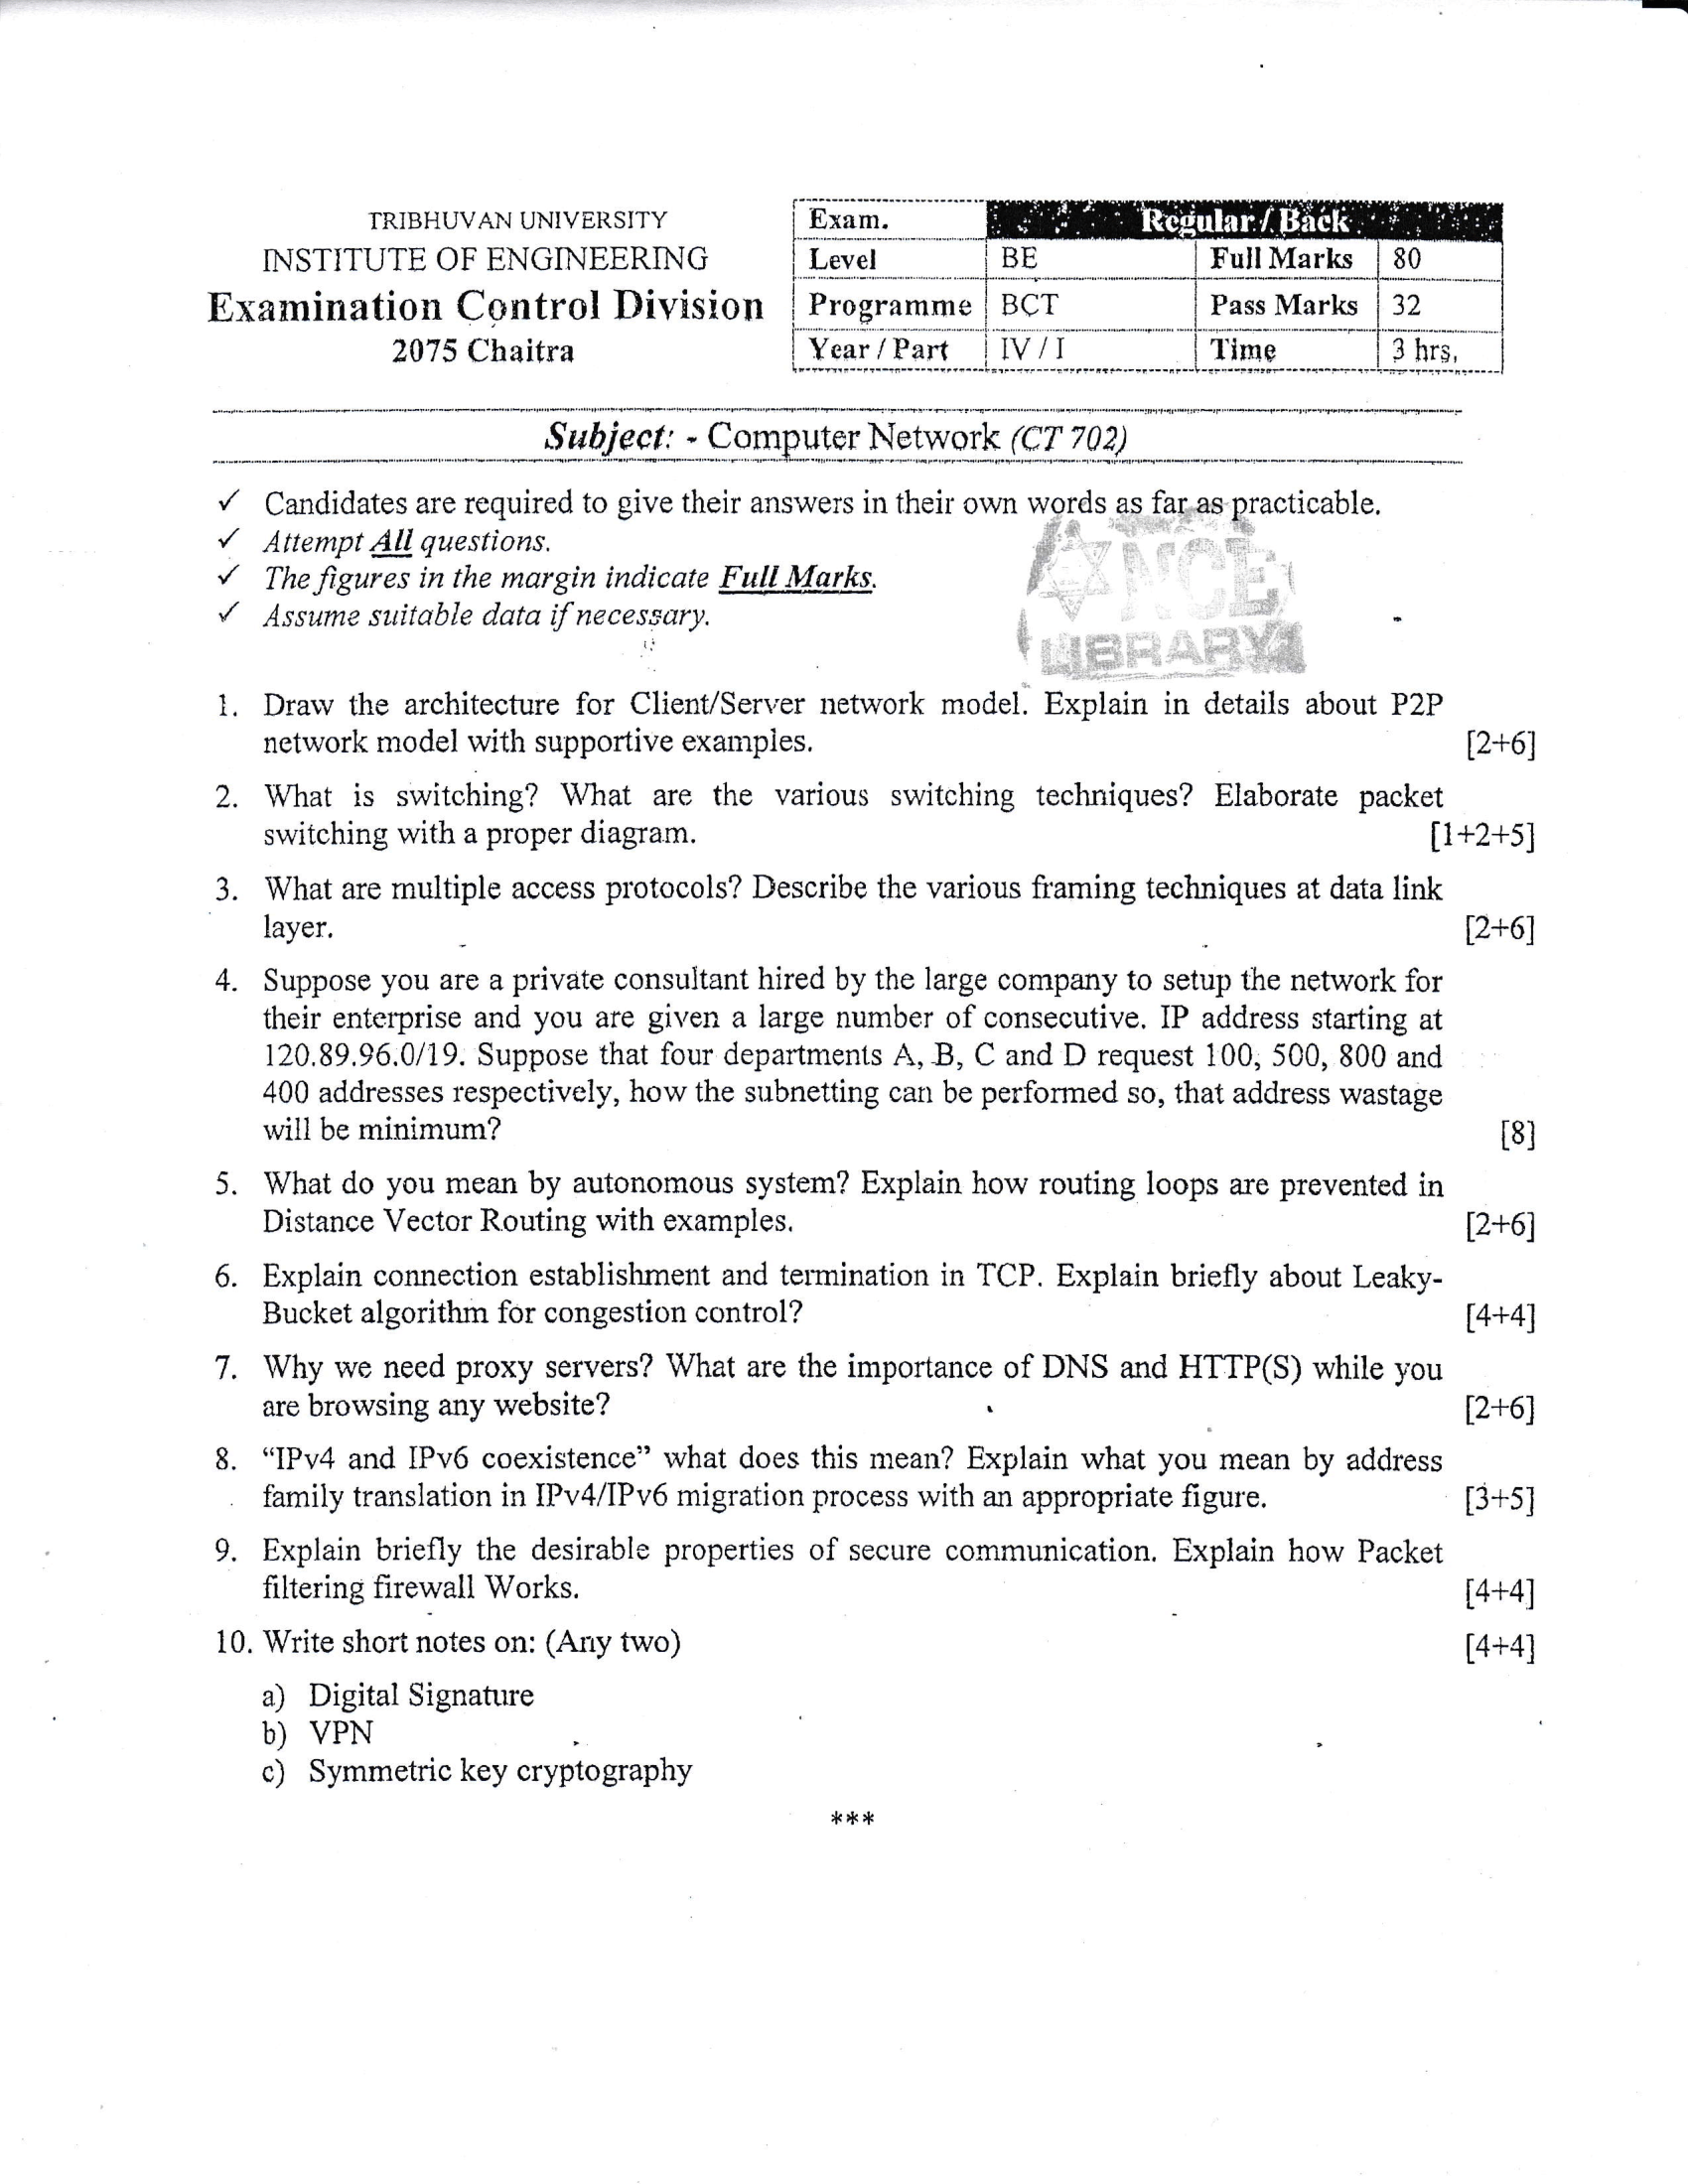 TRIBHUVAN UNIVERSITY
INSTITUTE OF ENGINEERING
Examination Control Division
2075 Chaitra
Exam. Regular / Back
Level BE Full Marks 80
Programme BCT Pass Marks 32
Year / Part IV / I Time 3 hrs.
Subject: - Computer Network (CT 702)
✓ Candidates are required to give their answers in their own words as far as practicable.
✓ Attempt All questions.
✓ The figures in the margin indicate Full Marks.
✓ Assume suitable data if necessary.
NCE
LIBRARY
1. Draw the architecture for Client/Server network model. Explain in details about P2P
network model with supportive examples. [2+6]
2. What is switching? What are the various switching techniques? Elaborate packet
switching with a proper diagram. [1+2+5]
3. What are multiple access protocols? Describe the various framing techniques at data link
layer. [2+6]
4. Suppose you are a private consultant hired by the large company to setup the network for
their enterprise and you are given a large number of consecutive. IP address starting at
120.89.96.0/19. Suppose that four departments A, B, C and D request 100, 500, 800 and
400 addresses respectively, how the subnetting can be performed so, that address wastage
will be minimum? [8]
5. What do you mean by autonomous system? Explain how routing loops are prevented in
Distance Vector Routing with examples. [2+6]
6. Explain connection establishment and termination in TCP. Explain briefly about Leaky-
Bucket algorithm for congestion control? [4+4]
7. Why we need proxy servers? What are the importance of DNS and HTTP(S) while you
are browsing any website? [2+6]
8. "IPv4 and IPv6 coexistence" what does this mean? Explain what you mean by address
family translation in IPv4/IPv6 migration process with an appropriate figure. [3+5]
9. Explain briefly the desirable properties of secure communication. Explain how Packet
filtering firewall Works. [4+4]
10. Write short notes on: (Any two) [4+4]
a) Digital Signature
b) VPN
c) Symmetric key cryptography
***